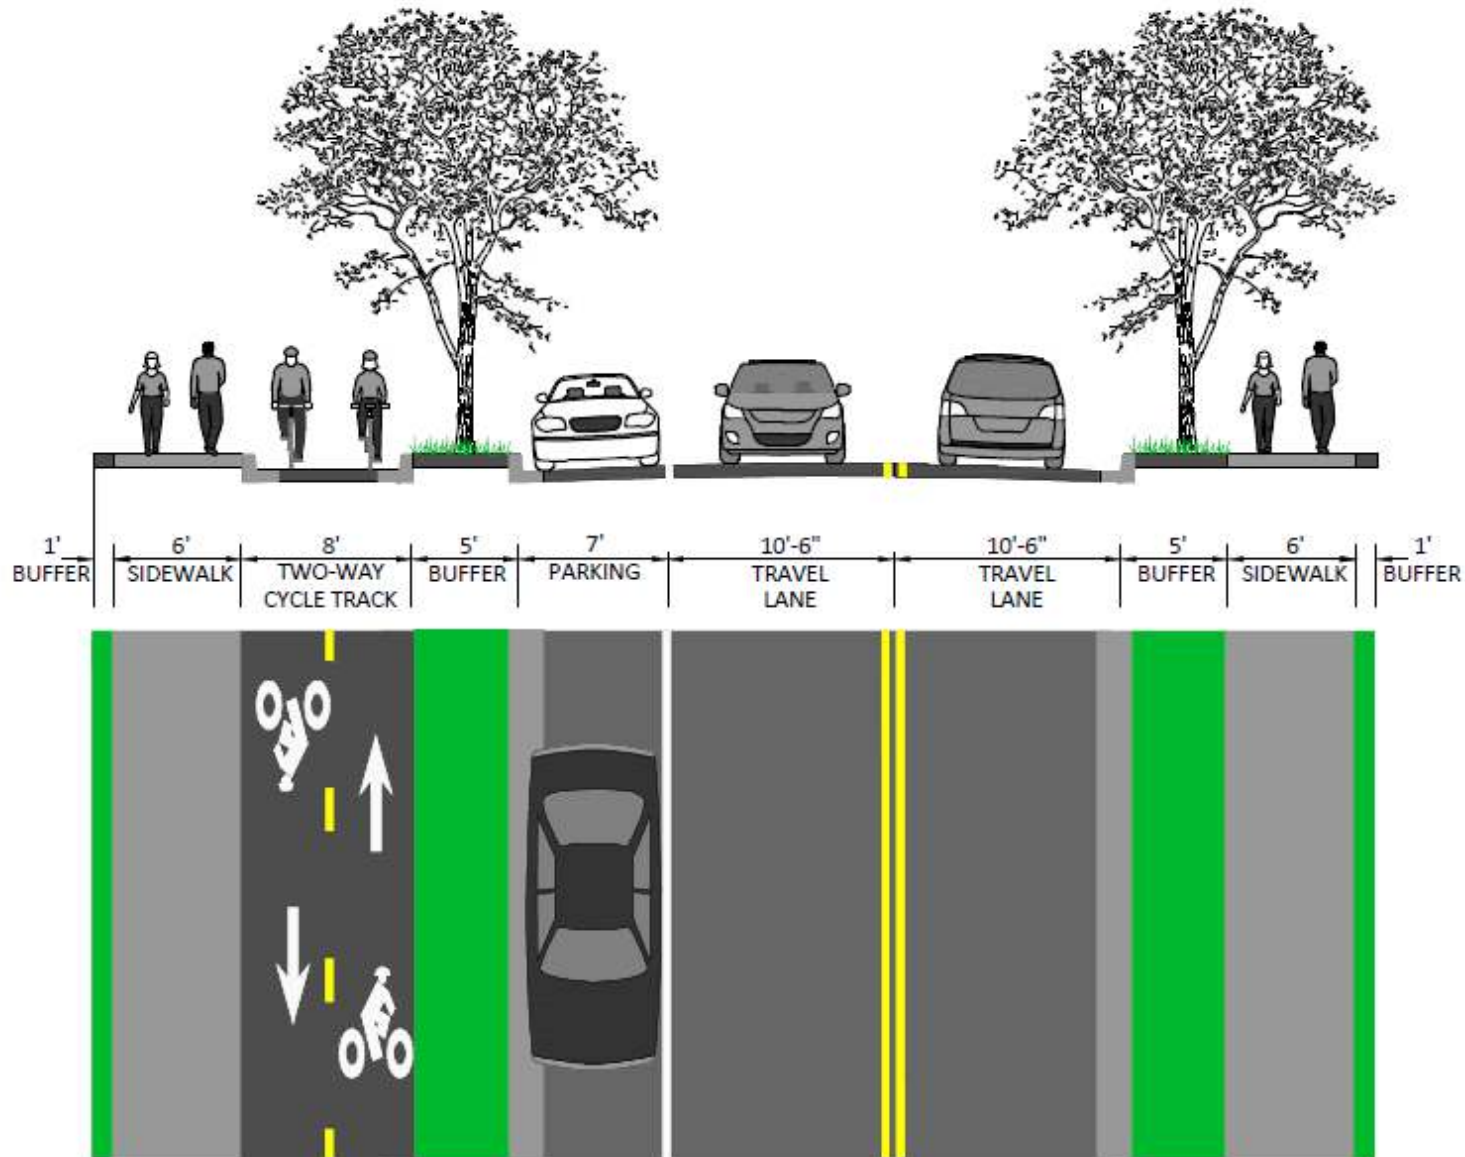 1' 6' 8' 5' 7' 10'-6" 10'-6" 5' 6' 1'
BUFFER SIDEWALK TWO-WAY BUFFER PARKING TRAVEL TRAVEL BUFFER SIDEWALK BUFFER
CYCLE TRACK LANE LANE